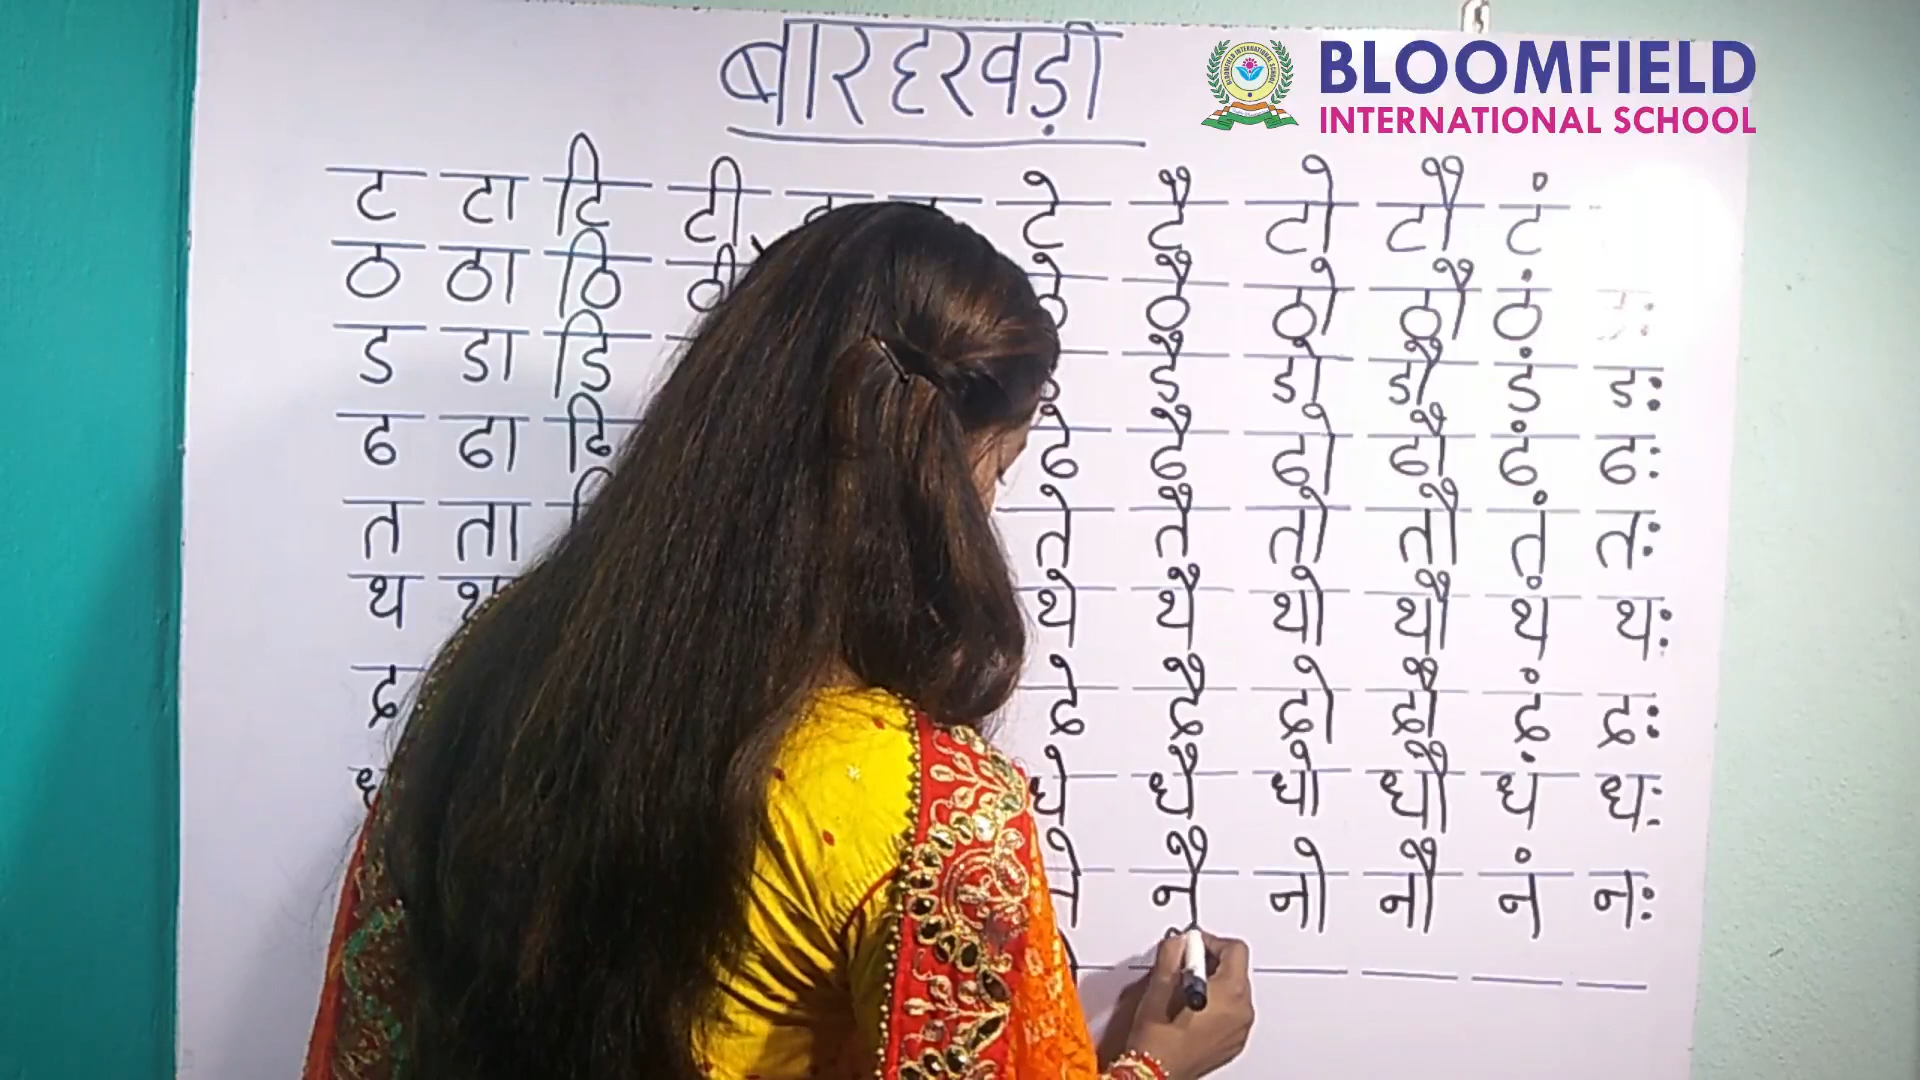 बारहखड़ी
BLOOMFIELD
INTERNATIONAL SCHOOL
ट टा टि टी टे टै टो टौ टं
ठ ठा ठि ठी ठे ठै ठो ठौ ठं
ड डा डि डै डो डौ डं डः
ढ ढा ढि ढे ढै ढो ढौ ढं ढः
त ता ते तै तो तौ तं तः
थ थे थै थो थौ थं थः
द दे दै दो दौ दं दः
धे धै धो धौ धं धः
ने नै नो नौ नं नः